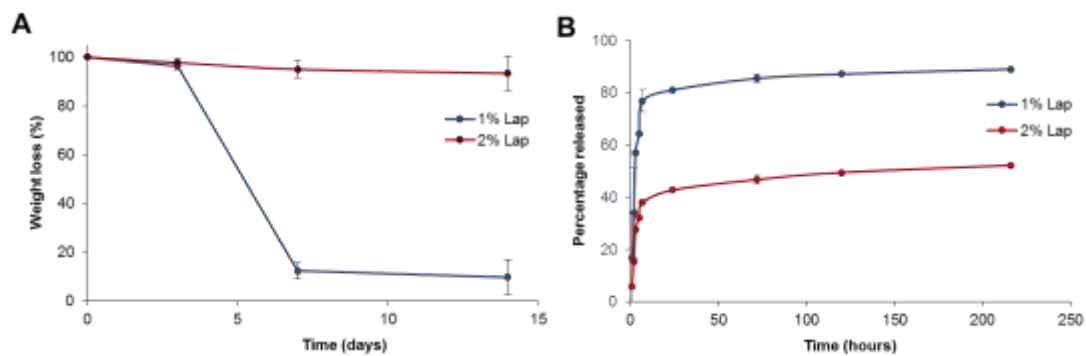 A
Weight loss (%)
100
80
60
40
20
0
0 5 10 15
Time (days)
1% Lap
2% Lap
B
Percentage released
100
80
60
40
20
0
0 50 100 150 200 250
Time (hours)
1% Lap
2% Lap